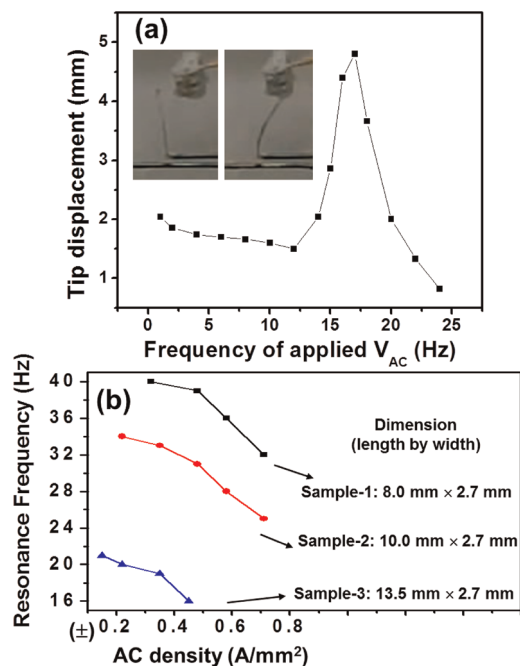 (a)
Tip displacement (mm)
5
4
3
2
1
0 5 10 15 20 25
Frequency of applied V_AC (Hz)
(b)
Resonance Frequency (Hz)
40
36
32
28
24
20
16
Dimension
(length by width)
Sample-1: 8.0 mm × 2.7 mm
Sample-2: 10.0 mm × 2.7 mm
Sample-3: 13.5 mm × 2.7 mm
(±) 0.2 0.4 0.6 0.8
AC density (A/mm²)